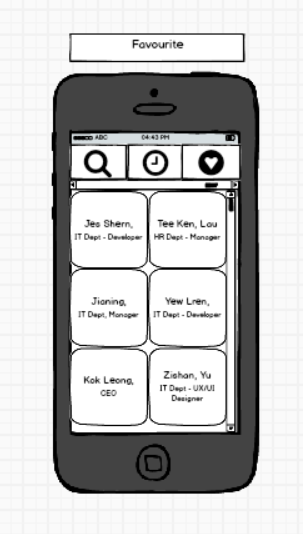 Favourite
ABC 04:43 PM
Jes Shern,
IT Dept - Developer
Tee Ken, Lau
HR Dept - Manager
Jianing,
IT Dept, Manager
Yew Lren,
IT Dept - Developer
Kok Leong,
CEO
Zishan, Yu
IT Dept - UX/UI
Designer